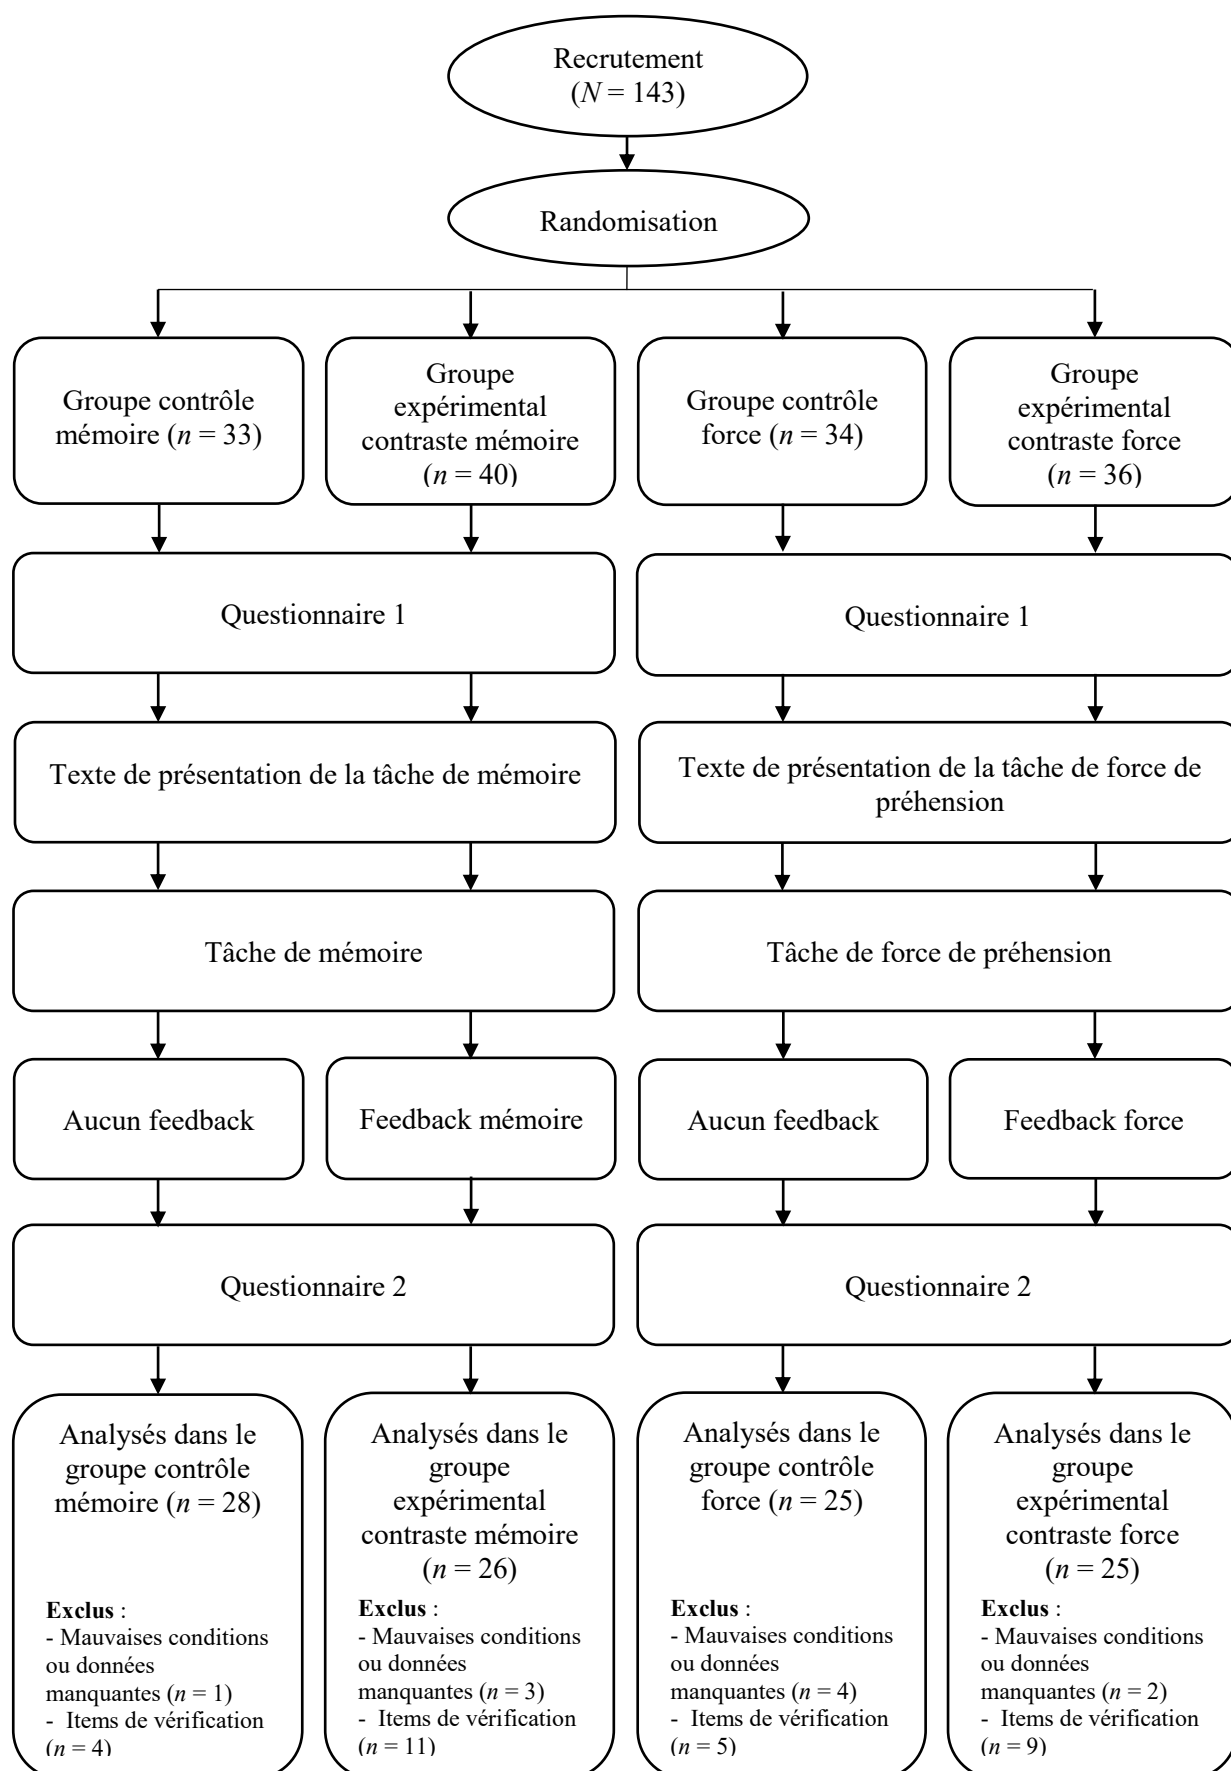 Recrutement
(N = 143)
Randomisation
Groupe contrôle
mémoire (n = 33)
Groupe
expérimental
contraste mémoire
(n = 40)
Groupe contrôle
force (n = 34)
Groupe
expérimental
contraste force
(n = 36)
Questionnaire 1
Questionnaire 1
Texte de présentation de la tâche de mémoire
Texte de présentation de la tâche de force de
préhension
Tâche de mémoire
Tâche de force de préhension
Aucun feedback
Feedback mémoire
Aucun feedback
Feedback force
Questionnaire 2
Questionnaire 2
Analysés dans le
groupe contrôle
mémoire (n = 28)
Exclus :
- Mauvaises conditions
ou données
manquantes (n = 1)
- Items de vérification
(n = 4)
Analysés dans le
groupe
expérimental
contraste mémoire
(n = 26)
Exclus :
- Mauvaises conditions
ou données
manquantes (n = 3)
- Items de vérification
(n = 11)
Analysés dans le
groupe contrôle
force (n = 25)
Exclus :
- Mauvaises conditions
ou données
manquantes (n = 4)
- Items de vérification
(n = 5)
Analysés dans le
groupe
expérimental
contraste force
(n = 25)
Exclus :
- Mauvaises conditions
ou données
manquantes (n = 2)
- Items de vérification
(n = 9)